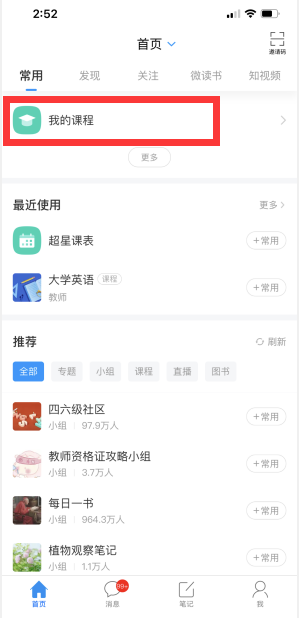 2:52
首页
邀请码
常用 发现 关注 微读书 知视频
我的课程
更多
最近使用 更多
超星课表 +常用
大学英语 课程 +常用
教师
推荐 刷新
全部 专题 小组 课程 直播 图书
四六级社区 +常用
小组 97.9万人
教师资格证攻略小组 +常用
小组 3.7万人
每日一书 +常用
小组 964.3万人
植物观察笔记 +常用
小组 1.1万人
99+
首页 消息 笔记 我